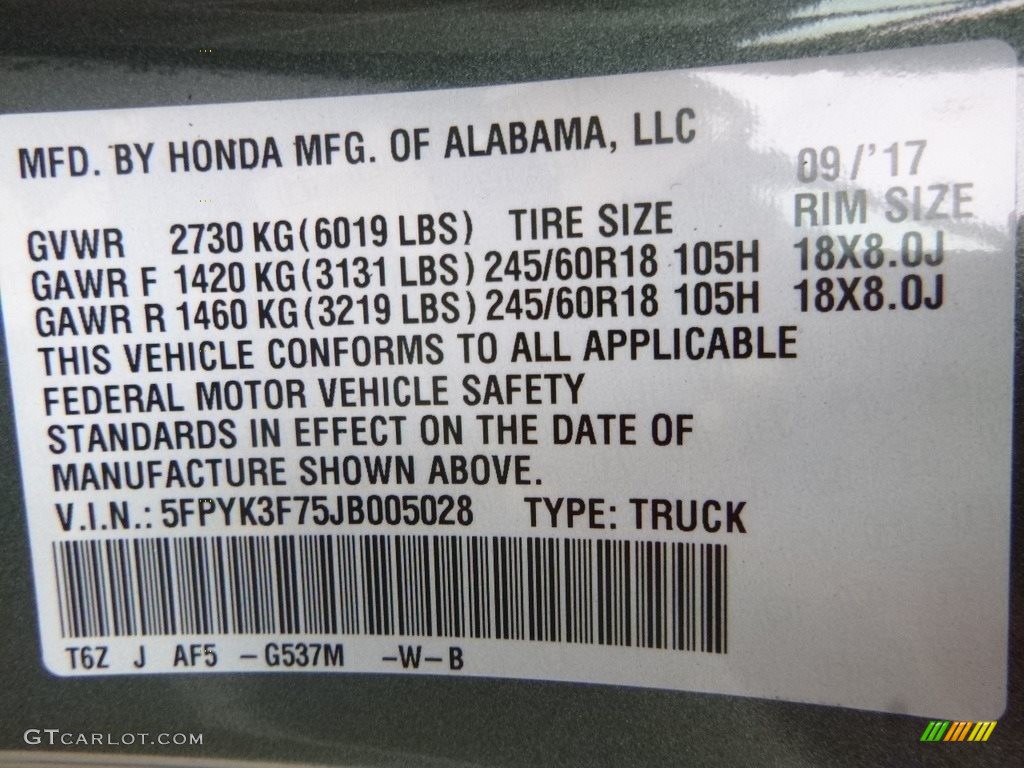 MFD. BY HONDA MFG. OF ALABAMA, LLC 09/'17
GVWR 2730 KG(6019 LBS) TIRE SIZE RIM SIZE
GAWR F 1420 KG(3131 LBS) 245/60R18 105H 18X8.0J
GAWR R 1460 KG(3219 LBS) 245/60R18 105H 18X8.0J
THIS VEHICLE CONFORMS TO ALL APPLICABLE
FEDERAL MOTOR VEHICLE SAFETY
STANDARDS IN EFFECT ON THE DATE OF
MANUFACTURE SHOWN ABOVE.
V.I.N.: 5FPYK3F75JB005028 TYPE: TRUCK
T6Z J AF5 -G537M -W-B
GTCARLOT.COM